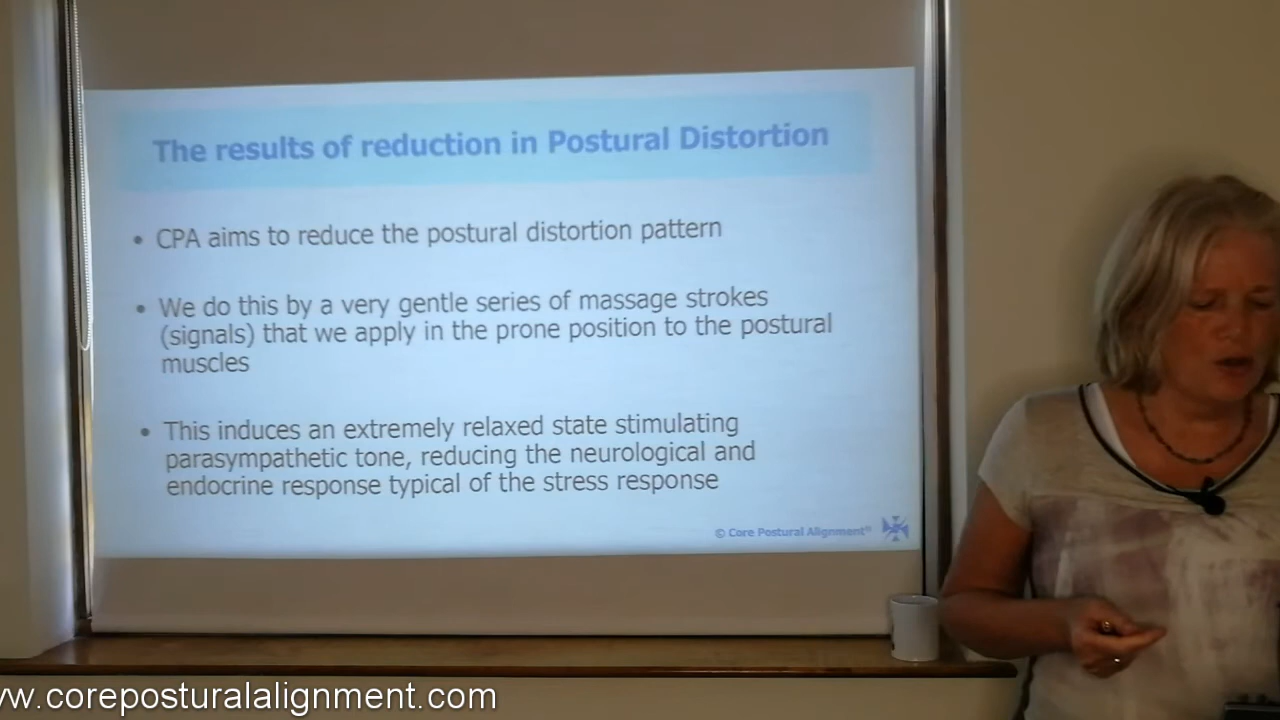 The results of reduction in Postural Distortion
• CPA aims to reduce the postural distortion pattern
• We do this by a very gentle series of massage strokes
(signals) that we apply in the prone position to the postural
muscles
• This induces an extremely relaxed state stimulating
parasympathetic tone, reducing the neurological and
endocrine response typical of the stress response
© Core Postural Alignment®
w.coreposturalalignment.com